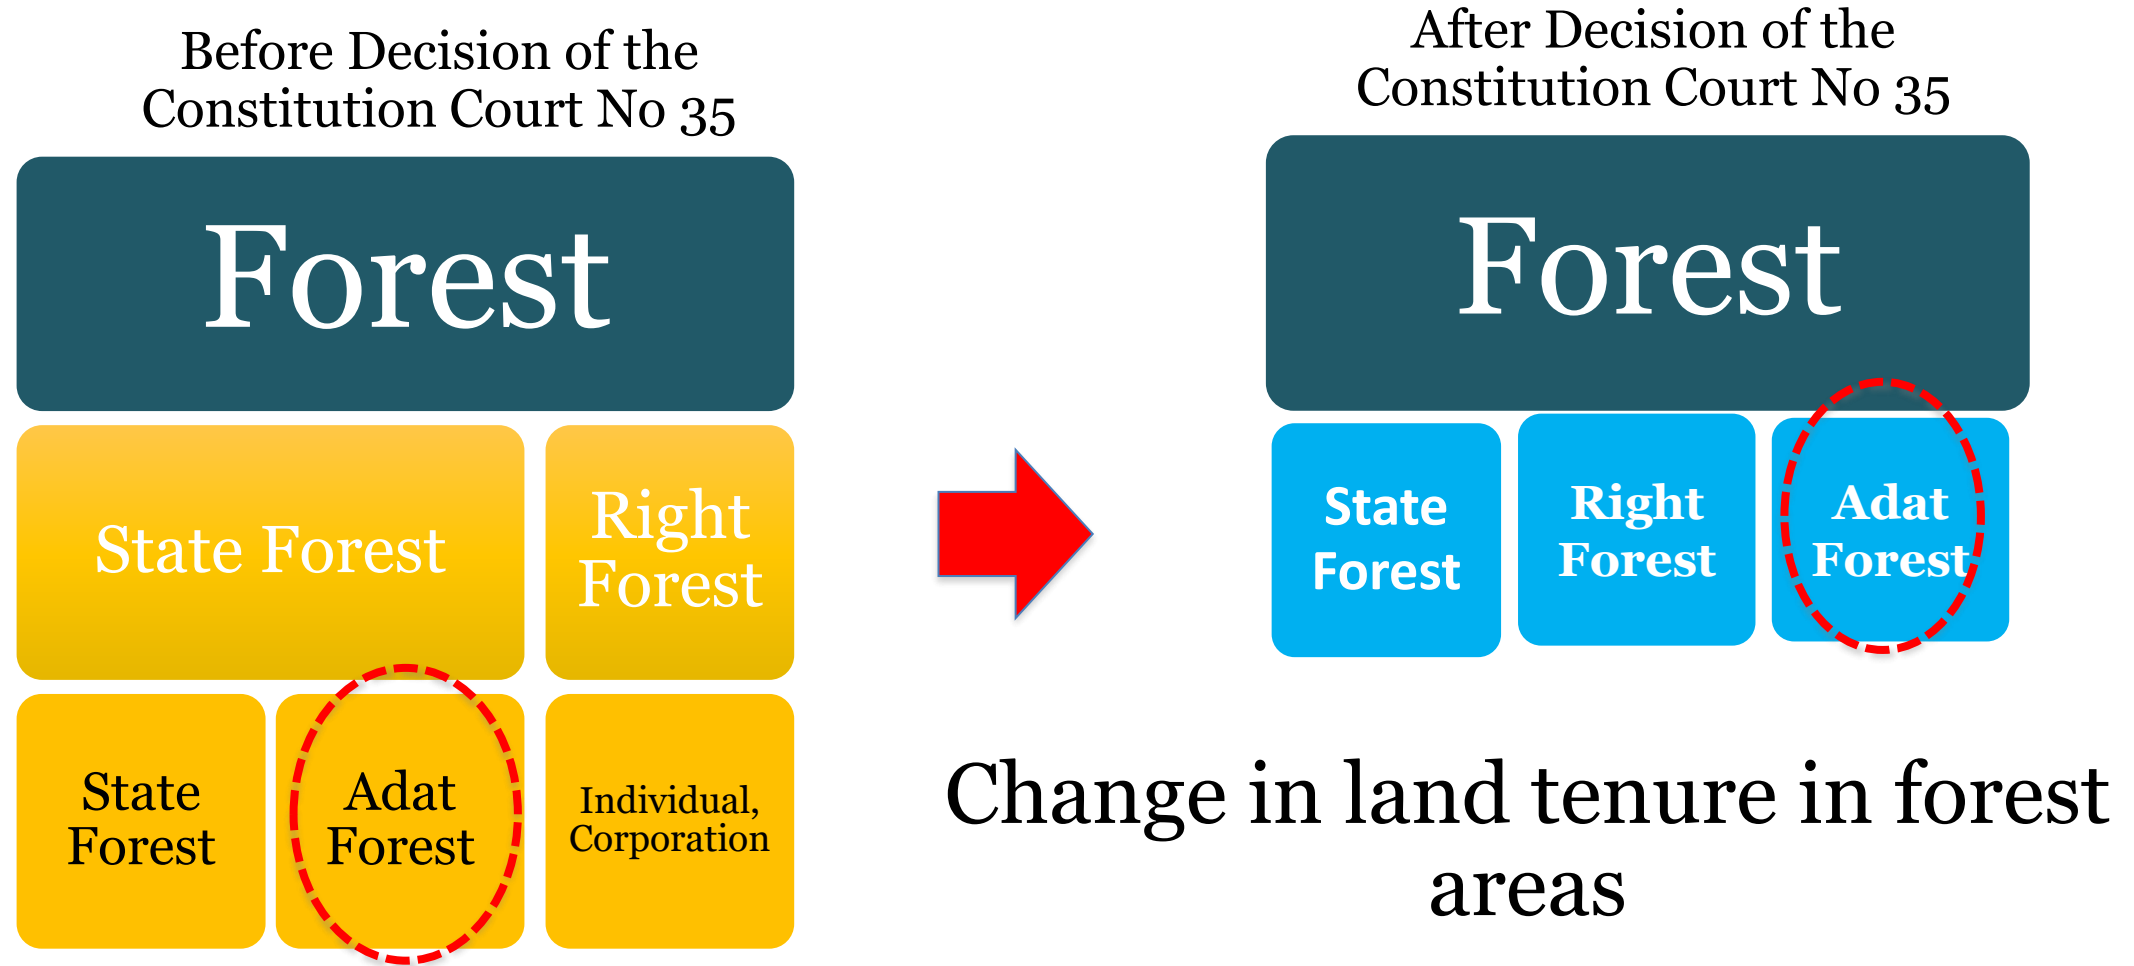 Before Decision of the
Constitution Court No 35
Forest
State Forest
Right
Forest
State
Forest
Adat
Forest
Individual,
Corporation
After Decision of the
Constitution Court No 35
Forest
State
Forest
Right
Forest
Adat
Forest
Change in land tenure in forest
areas